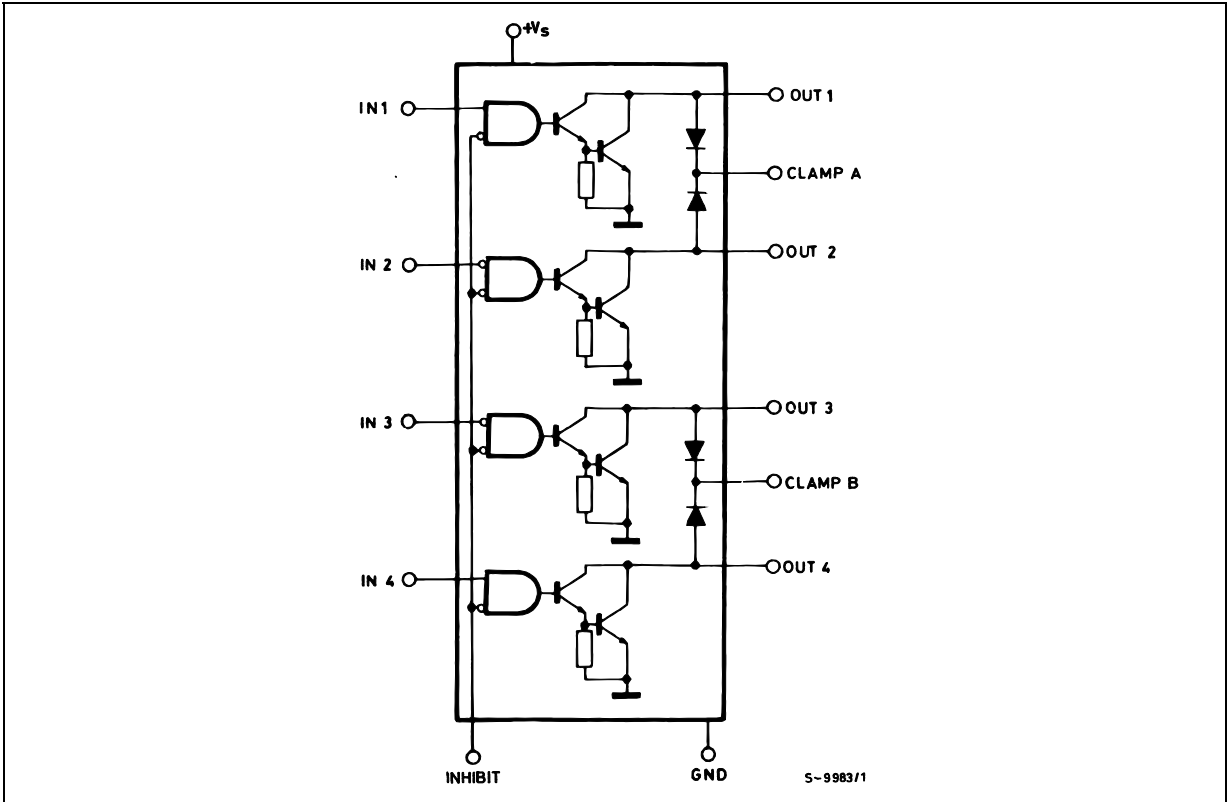 +Vs
IN1
OUT 1
CLAMP A
IN 2
OUT 2
IN 3
OUT 3
CLAMP B
IN 4
OUT 4
INHIBIT
GND
S-9983/1